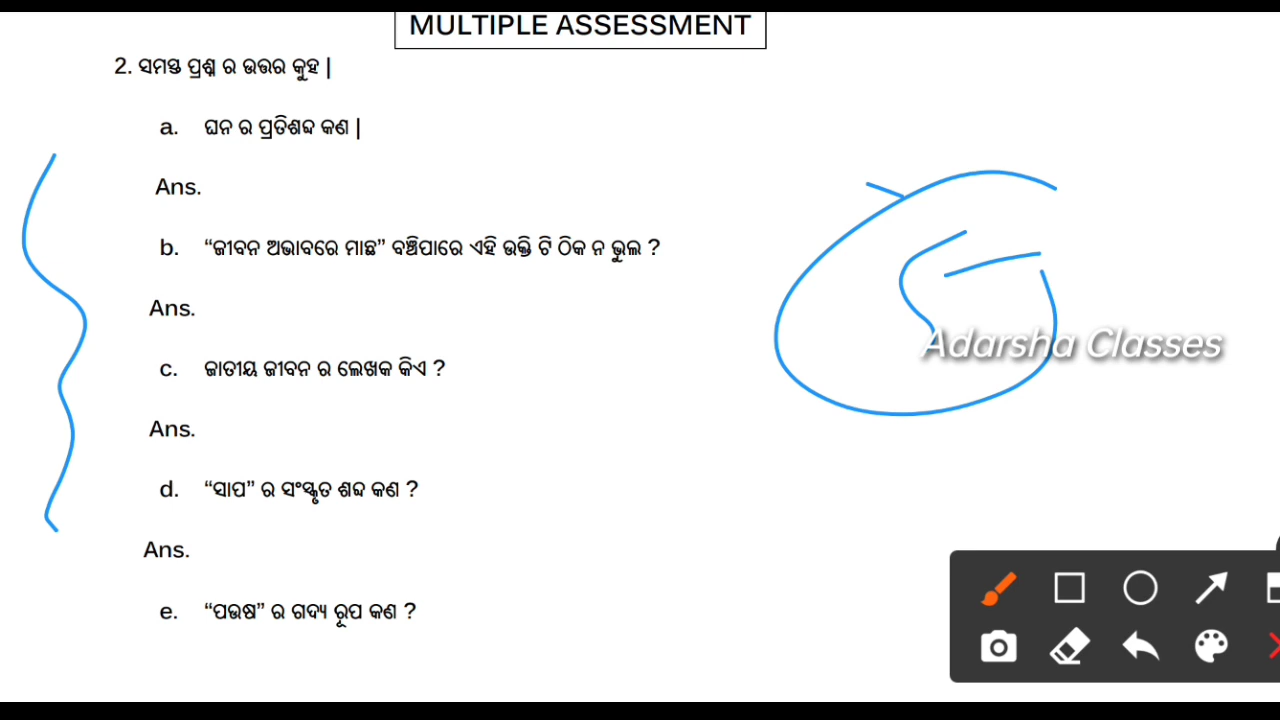 MULTIPLE ASSESSMENT
2. ସମସ୍ତ ପ୍ରଶ୍ନ ର ଉତ୍ତର କୁହ |
a. ଘନ ର ପ୍ରତିଶବ୍ଦ କଣ |
Ans.
b. “ଜୀବନ ଅଭାବରେ ମାଛ” ବଞ୍ଚିପାରେ ଏହି ଉକ୍ତି ଟି ଠିକ ନ ଭୁଲ ?
Ans.
Adarsha Classes
c. ଜାତୀୟ ଜୀବନ ର ଲେଖକ କିଏ ?
Ans.
d. “ସାପ” ର ସଂସ୍କୃତ ଶବ୍ଦ କଣ ?
Ans.
e. “ପଉଷ” ର ଗଦ୍ୟ ରୂପ କଣ ?